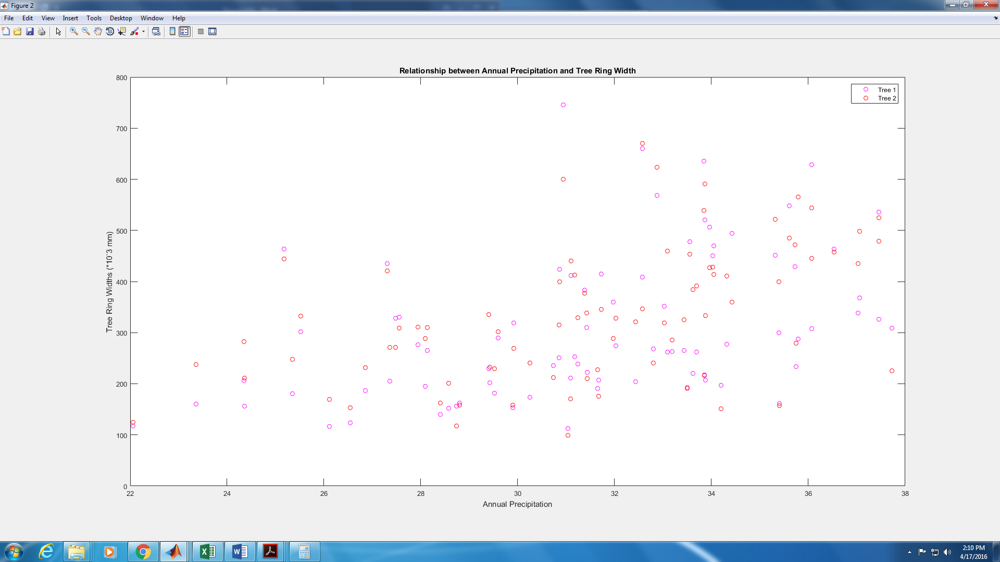 Figure 2
File Edit View Insert Tools Desktop Window Help
Relationship between Annual Precipitation and Tree Ring Width
800
Tree 1
Tree 2
700
600
500
400
300
200
100
0
Tree Ring Widths (*10-3 mm)
22 24 26 28 30 32 34 36 38
Annual Precipitation
2:10 PM
4/17/2016